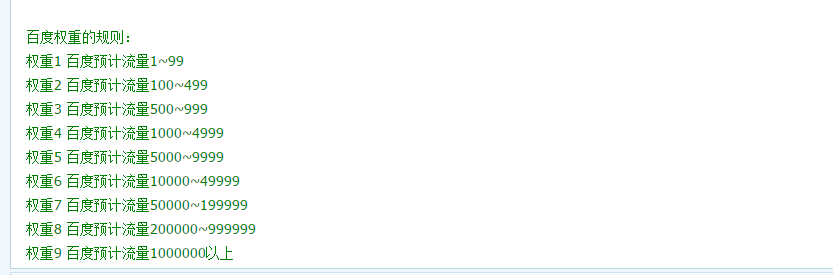 百度权重的规则：
权重1 百度预计流量1~99
权重2 百度预计流量100~499
权重3 百度预计流量500~999
权重4 百度预计流量1000~4999
权重5 百度预计流量5000~9999
权重6 百度预计流量10000~49999
权重7 百度预计流量50000~199999
权重8 百度预计流量200000~999999
权重9 百度预计流量1000000以上